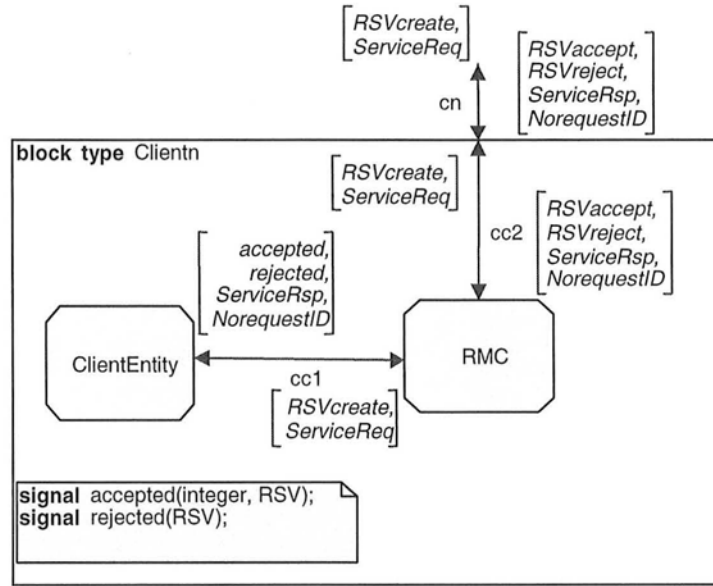 RSVcreate,
ServiceReq
cn
RSVaccept,
RSVreject,
ServiceRsp,
NorequestID
block type Clientn
RSVcreate,
ServiceReq
cc2
RSVaccept,
RSVreject,
ServiceRsp,
NorequestID
accepted,
rejected,
ServiceRsp,
NorequestID
ClientEntity
cc1
RMC
RSVcreate,
ServiceReq
signal accepted(integer, RSV);
signal rejected(RSV);